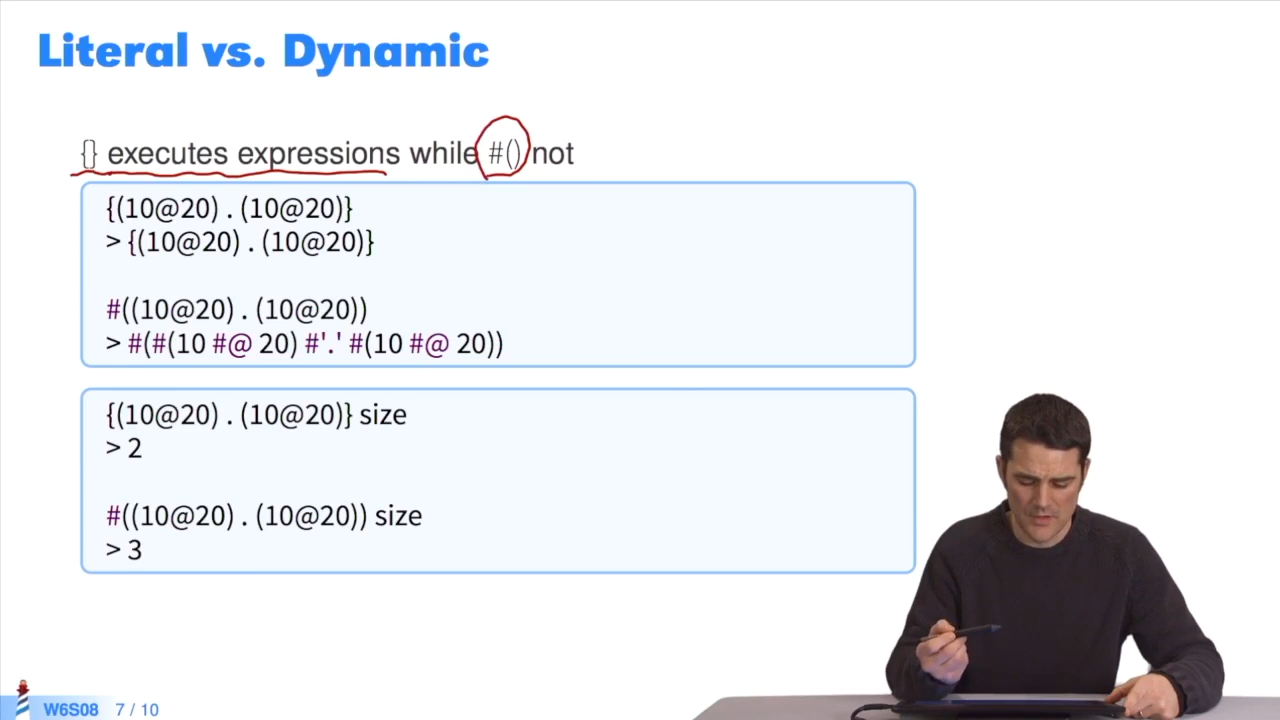 Literal vs. Dynamic
{} executes expressions while #() not
{(10@20) . (10@20)}
> {(10@20) . (10@20)}
#((10@20) . (10@20))
> #(#(10 #@ 20) #'.' #(10 #@ 20))
{(10@20) . (10@20)} size
> 2
#((10@20) . (10@20)) size
> 3
W6S08 7 / 10